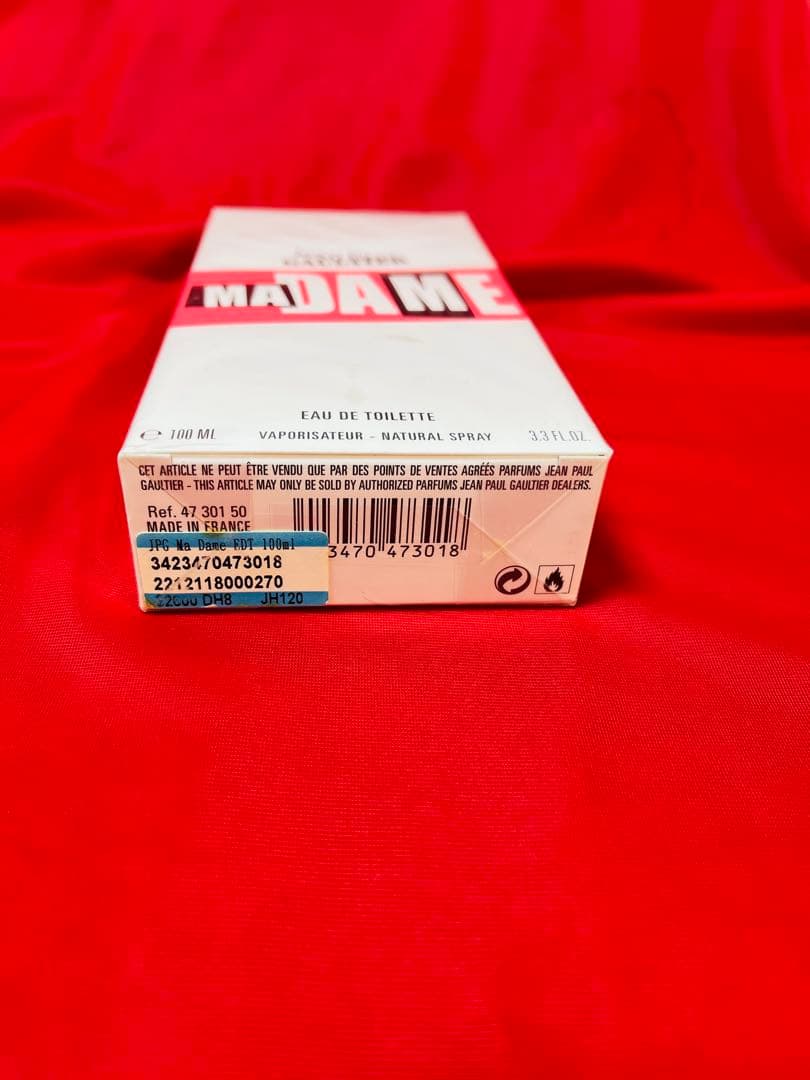 GAULTIER
MADAME
EAU DE TOILETTE
e 100 ML VAPORISATEUR - NATURAL SPRAY 3.3 FL.OZ.
CET ARTICLE NE PEUT ÊTRE VENDU QUE PAR DES POINTS DE VENTES AGRÉÉS PARFUMS JEAN PAUL
GAULTIER - THIS ARTICLE MAY ONLY BE SOLD BY AUTHORIZED PARFUMS JEAN PAUL GAULTIER DEALERS.
Ref. 47 301 50
MADE IN FRANCE
3470 473018
JPG Ma Dame EDT 100ml
3423470473018
2212118000270
DH8 JH120